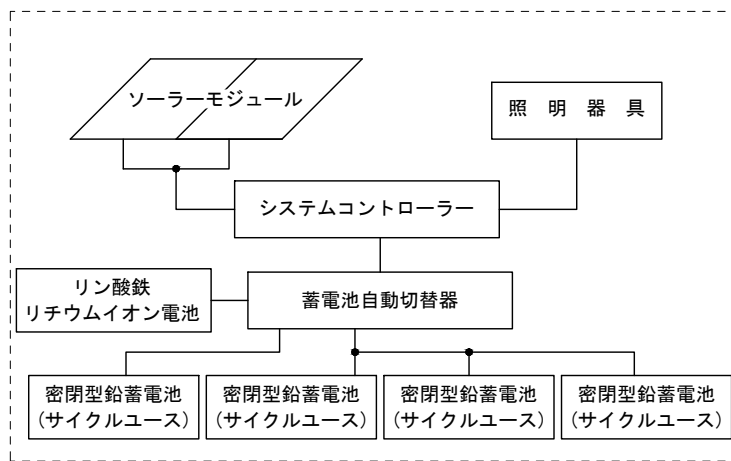 ソーラーモジュール
照明器具
システムコントローラー
リン酸鉄
リチウムイオン電池
蓄電池自動切替器
密閉型鉛蓄電池
(サイクルユース)
密閉型鉛蓄電池
(サイクルユース)
密閉型鉛蓄電池
(サイクルユース)
密閉型鉛蓄電池
(サイクルユース)